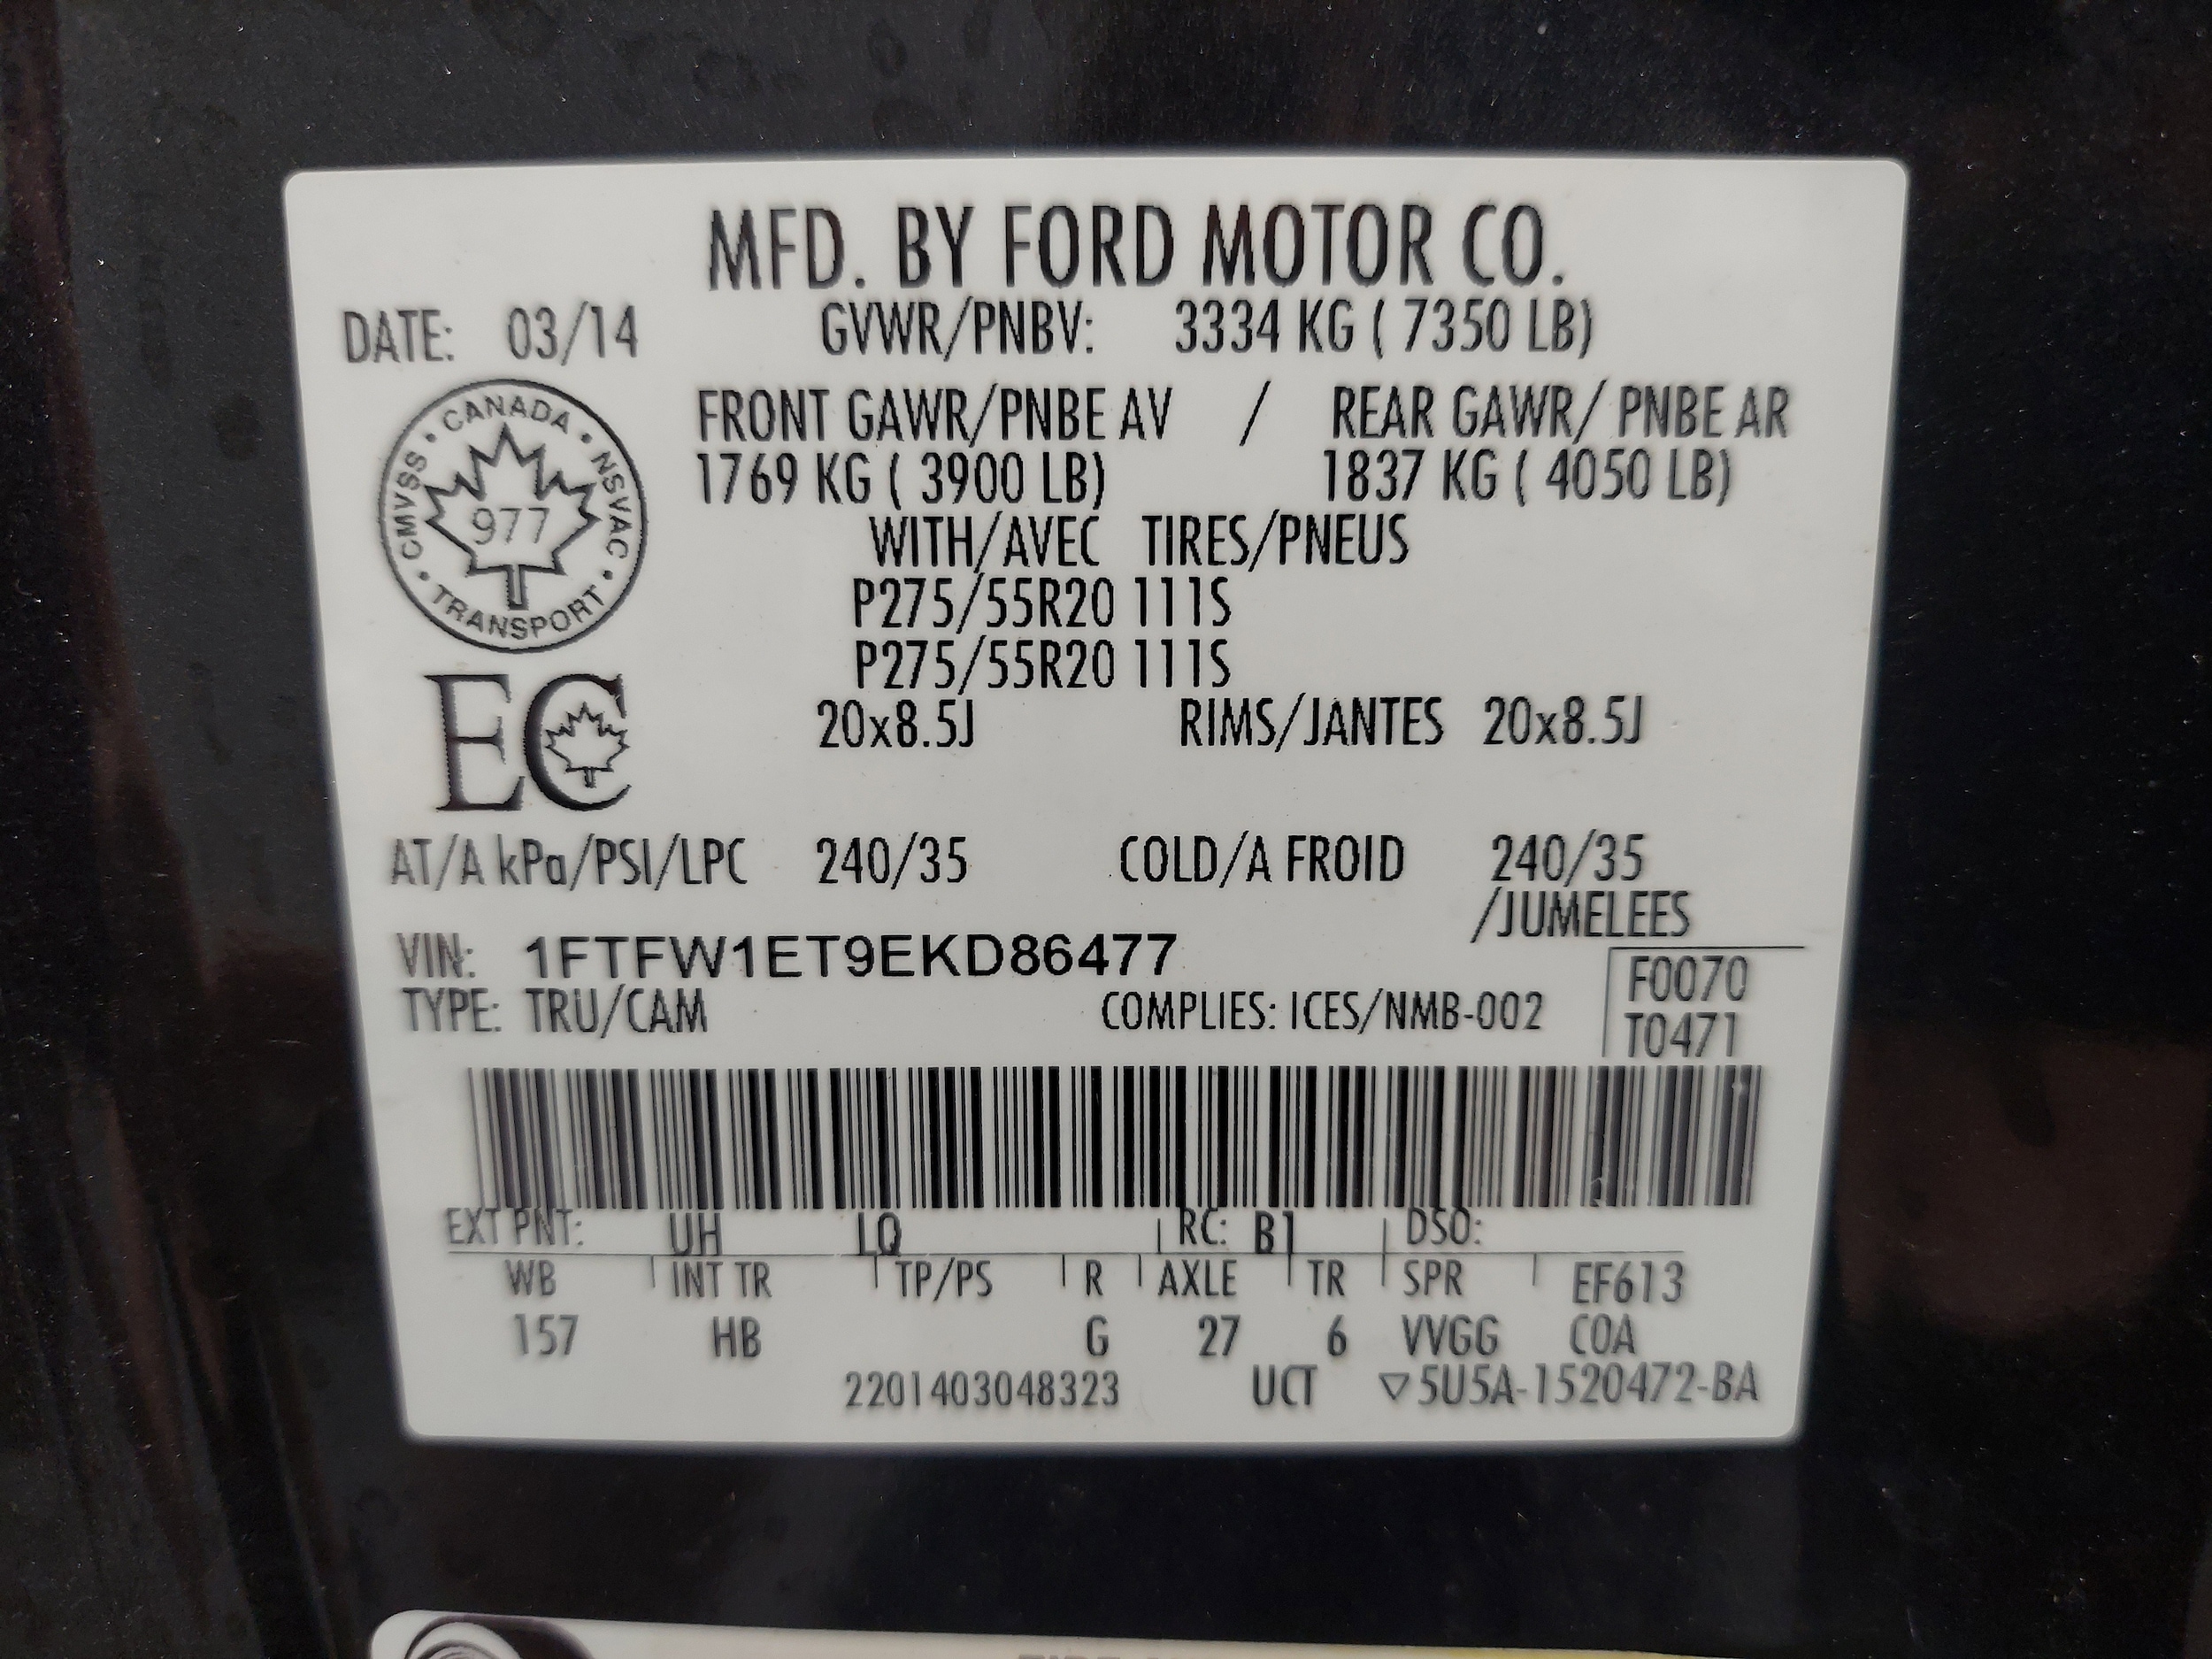 MFD. BY FORD MOTOR CO.
DATE: 03/14 GVWR/PNBV: 3334 KG ( 7350 LB)
FRONT GAWR/PNBE AV / REAR GAWR/ PNBE AR
1769 KG ( 3900 LB) 1837 KG ( 4050 LB)
WITH/AVEC TIRES/PNEUS
P275/55R20 111S
P275/55R20 111S
20x8.5J RIMS/JANTES 20x8.5J
CANADA • NSVAC • TRANSPORT • CMVSS •
977
EC
AT/A kPa/PSI/LPC 240/35 COLD/A FROID 240/35
/JUMELEES
VIN: 1FTFW1ET9EKD86477
TYPE: TRU/CAM COMPLIES: ICES/NMB-002
F0070
T0471
EXT PNT: UH LQ RC: B1 DSO:
WB INT TR TP/PS R AXLE TR SPR EF613
157 HB G 27 6 VVGG COA
2201403048323 UCT ▽5U5A-1520472-BA